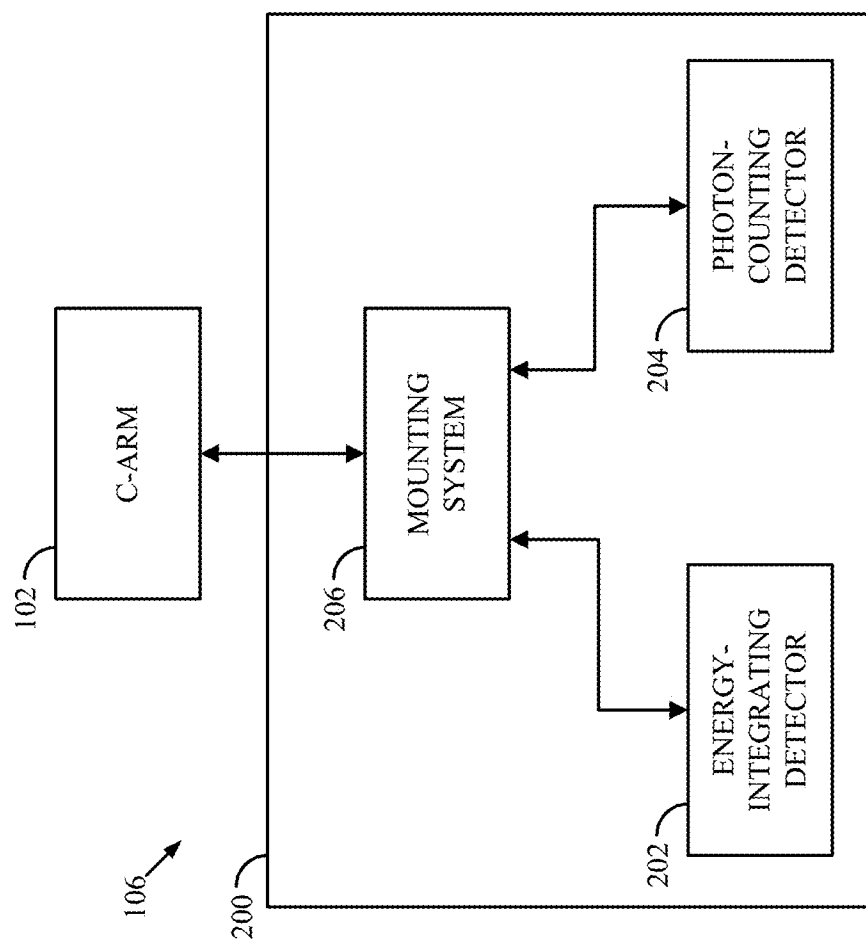 106
102
C-ARM
200
206
MOUNTING
SYSTEM
202
ENERGY-
INTEGRATING
DETECTOR
204
PHOTON-
COUNTING
DETECTOR